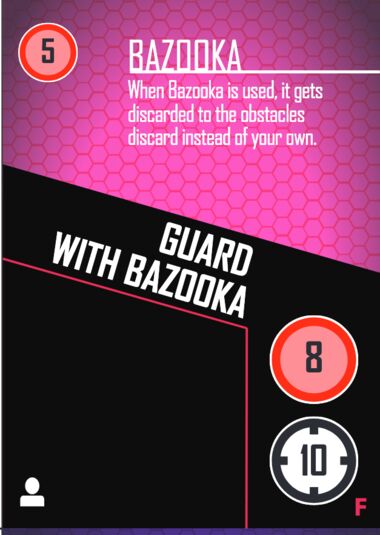 5
BAZOOKA
When Bazooka is used, it gets
discarded to the obstacles
discard instead of your own.
GUARD
WITH BAZOOKA
8
10
F